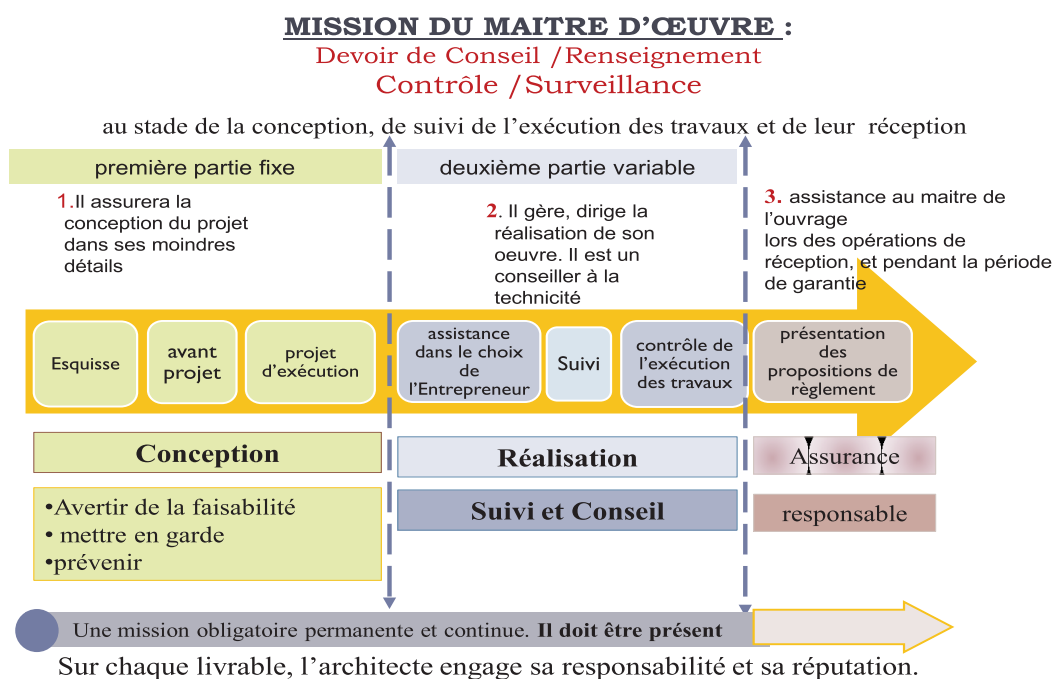 MISSION DU MAITRE D’ŒUVRE :
Devoir de Conseil /Renseignement
Contrôle /Surveillance
au stade de la conception, de suivi de l’exécution des travaux et de leur réception
première partie fixe
deuxième partie variable
1.Il assurera la
conception du projet
dans ses moindres
détails
2. Il gère, dirige la
réalisation de son
oeuvre. Il est un
conseiller à la
technicité
3. assistance au maitre de
l’ouvrage
lors des opérations de
réception, et pendant la période
de garantie
Esquisse
avant
projet
projet
d’exécution
assistance
dans le choix
de
l’Entrepreneur
Suivi
contrôle de
l’exécution
des travaux
présentation
des
propositions de
règlement
Conception
Réalisation
Assurance
•Avertir de la faisabilité
• mettre en garde
•prévenir
Suivi et Conseil
responsable
Une mission obligatoire permanente et continue. Il doit être présent
Sur chaque livrable, l’architecte engage sa responsabilité et sa réputation.